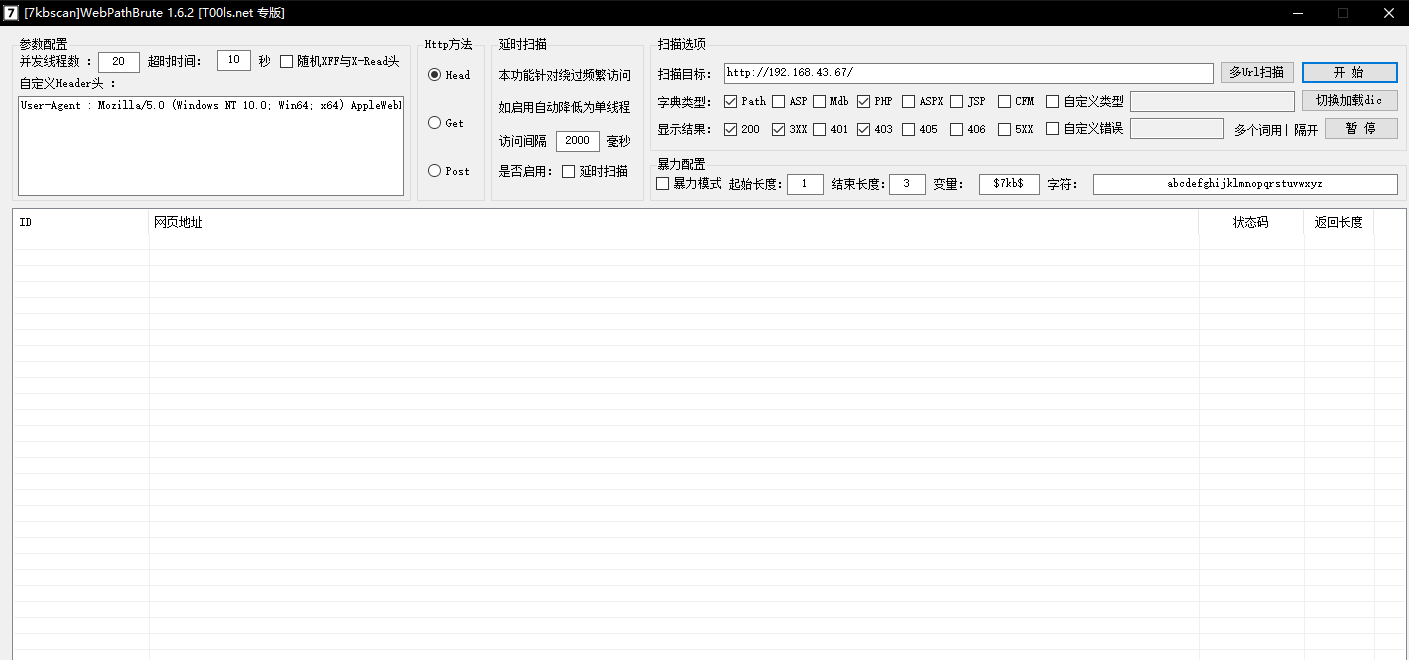 7 [7kbscan]WebPathBrute 1.6.2 [T00ls.net 专版]
参数配置
并发线程数 : 20 超时时间: 10 秒 随机XFF与X-Read头
自定义Header头 :
User-Agent : Mozilla/5.0 (Windows NT 10.0; Win64; x64) AppleWebl
Http方法
Head
Get
Post
延时扫描
本功能针对绕过频繁访问
如启用自动降低为单线程
访问间隔 2000 毫秒
是否启用: 延时扫描
扫描选项
扫描目标: http://192.168.43.67/ 多Url扫描 开 始
字典类型: Path ASP Mdb PHP ASPX JSP CFM 自定义类型 切换加载dic
显示结果: 200 3XX 401 403 405 406 5XX 自定义错误 多个词用| 隔开 暂 停
暴力配置
暴力模式 起始长度: 1 结束长度: 3 变量: $7kb$ 字符: abcdefghijklmnopqrstuvwxyz
ID 网页地址 状态码 返回长度